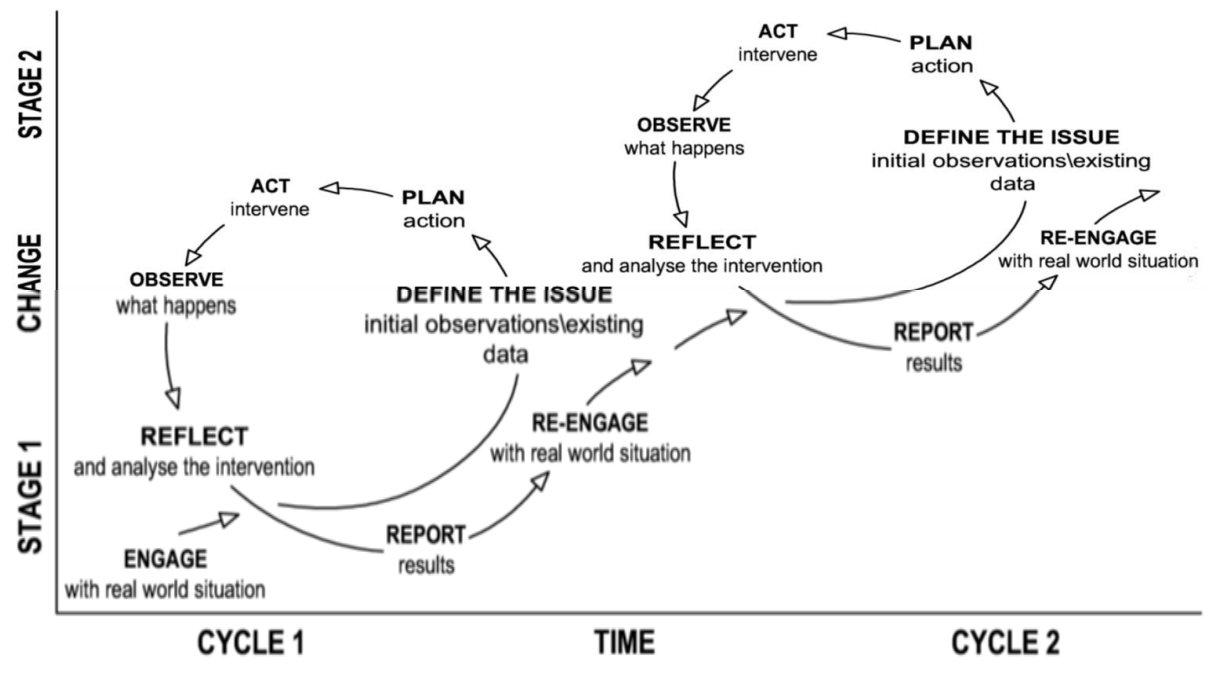 STAGE 2
CHANGE
STAGE 1
ACT
intervene
PLAN
action
OBSERVE
what happens
DEFINE THE ISSUE
initial observations\existing
data
REFLECT
and analyse the intervention
RE-ENGAGE
with real world situation
REPORT
results
ACT
intervene
PLAN
action
OBSERVE
what happens
DEFINE THE ISSUE
initial observations\existing
data
REFLECT
and analyse the intervention
RE-ENGAGE
with real world situation
REPORT
results
ENGAGE
with real world situation
CYCLE 1
TIME
CYCLE 2